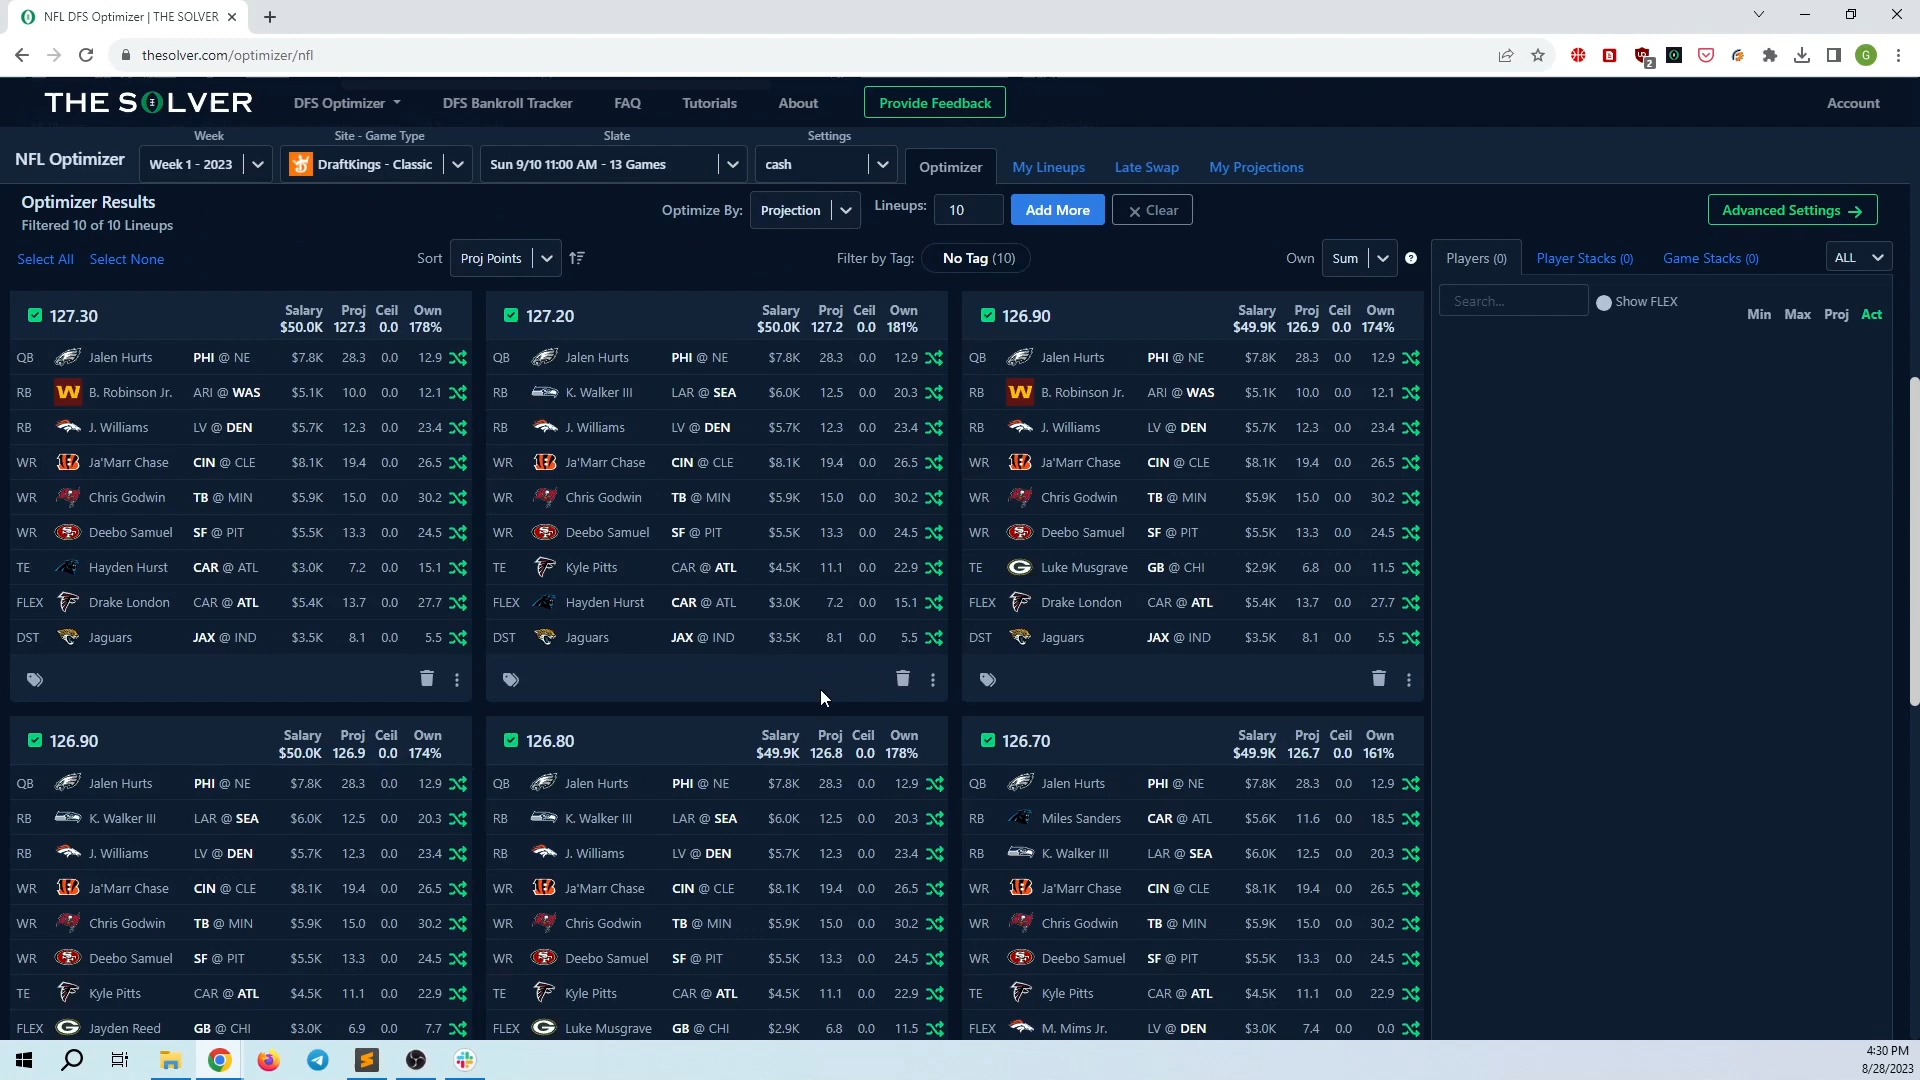 NFL DFS Optimizer | THE SOLVER
thesolver.com/optimizer/nfl
2
G
THE SOLVER
DFS Optimizer
DFS Bankroll Tracker
FAQ
Tutorials
About
Provide Feedback
Account
Week
Site - Game Type
Slate
Settings
NFL Optimizer
Week 1 - 2023
DraftKings - Classic
Sun 9/10 11:00 AM - 13 Games
cash
Optimizer
My Lineups
Late Swap
My Projections
Optimizer Results
Filtered 10 of 10 Lineups
Optimize By:
Projection
Lineups:
10
Add More
Clear
Advanced Settings
Select All
Select None
Sort
Proj Points
Filter by Tag:
No Tag (10)
Own
Sum
Players (0)
Player Stacks (0)
Game Stacks (0)
ALL
Search...
Show FLEX
Min Max Proj Act
127.30
Salary Proj Ceil Own
$50.0K 127.3 0.0 178%
QB Jalen Hurts PHI @ NE $7.8K 28.3 0.0 12.9
RB B. Robinson Jr. ARI @ WAS $5.1K 10.0 0.0 12.1
RB J. Williams LV @ DEN $5.7K 12.3 0.0 23.4
WR Ja'Marr Chase CIN @ CLE $8.1K 19.4 0.0 26.5
WR Chris Godwin TB @ MIN $5.9K 15.0 0.0 30.2
WR Deebo Samuel SF @ PIT $5.5K 13.3 0.0 24.5
TE Hayden Hurst CAR @ ATL $3.0K 7.2 0.0 15.1
FLEX Drake London CAR @ ATL $5.4K 13.7 0.0 27.7
DST Jaguars JAX @ IND $3.5K 8.1 0.0 5.5
127.20
Salary Proj Ceil Own
$50.0K 127.2 0.0 181%
QB Jalen Hurts PHI @ NE $7.8K 28.3 0.0 12.9
RB K. Walker III LAR @ SEA $6.0K 12.5 0.0 20.3
RB J. Williams LV @ DEN $5.7K 12.3 0.0 23.4
WR Ja'Marr Chase CIN @ CLE $8.1K 19.4 0.0 26.5
WR Chris Godwin TB @ MIN $5.9K 15.0 0.0 30.2
WR Deebo Samuel SF @ PIT $5.5K 13.3 0.0 24.5
TE Kyle Pitts CAR @ ATL $4.5K 11.1 0.0 22.9
FLEX Hayden Hurst CAR @ ATL $3.0K 7.2 0.0 15.1
DST Jaguars JAX @ IND $3.5K 8.1 0.0 5.5
126.90
Salary Proj Ceil Own
$49.9K 126.9 0.0 174%
QB Jalen Hurts PHI @ NE $7.8K 28.3 0.0 12.9
RB B. Robinson Jr. ARI @ WAS $5.1K 10.0 0.0 12.1
RB J. Williams LV @ DEN $5.7K 12.3 0.0 23.4
WR Ja'Marr Chase CIN @ CLE $8.1K 19.4 0.0 26.5
WR Chris Godwin TB @ MIN $5.9K 15.0 0.0 30.2
WR Deebo Samuel SF @ PIT $5.5K 13.3 0.0 24.5
TE Luke Musgrave GB @ CHI $2.9K 6.8 0.0 11.5
FLEX Drake London CAR @ ATL $5.4K 13.7 0.0 27.7
DST Jaguars JAX @ IND $3.5K 8.1 0.0 5.5
126.90
Salary Proj Ceil Own
$50.0K 126.9 0.0 174%
QB Jalen Hurts PHI @ NE $7.8K 28.3 0.0 12.9
RB K. Walker III LAR @ SEA $6.0K 12.5 0.0 20.3
RB J. Williams LV @ DEN $5.7K 12.3 0.0 23.4
WR Ja'Marr Chase CIN @ CLE $8.1K 19.4 0.0 26.5
WR Chris Godwin TB @ MIN $5.9K 15.0 0.0 30.2
WR Deebo Samuel SF @ PIT $5.5K 13.3 0.0 24.5
TE Kyle Pitts CAR @ ATL $4.5K 11.1 0.0 22.9
FLEX Jayden Reed GB @ CHI $3.0K 6.9 0.0 7.7
126.80
Salary Proj Ceil Own
$49.9K 126.8 0.0 178%
QB Jalen Hurts PHI @ NE $7.8K 28.3 0.0 12.9
RB K. Walker III LAR @ SEA $6.0K 12.5 0.0 20.3
RB J. Williams LV @ DEN $5.7K 12.3 0.0 23.4
WR Ja'Marr Chase CIN @ CLE $8.1K 19.4 0.0 26.5
WR Chris Godwin TB @ MIN $5.9K 15.0 0.0 30.2
WR Deebo Samuel SF @ PIT $5.5K 13.3 0.0 24.5
TE Kyle Pitts CAR @ ATL $4.5K 11.1 0.0 22.9
FLEX Luke Musgrave GB @ CHI $2.9K 6.8 0.0 11.5
126.70
Salary Proj Ceil Own
$49.9K 126.7 0.0 161%
QB Jalen Hurts PHI @ NE $7.8K 28.3 0.0 12.9
RB Miles Sanders CAR @ ATL $5.6K 11.6 0.0 18.5
RB K. Walker III LAR @ SEA $6.0K 12.5 0.0 20.3
WR Ja'Marr Chase CIN @ CLE $8.1K 19.4 0.0 26.5
WR Chris Godwin TB @ MIN $5.9K 15.0 0.0 30.2
WR Deebo Samuel SF @ PIT $5.5K 13.3 0.0 24.5
TE Kyle Pitts CAR @ ATL $4.5K 11.1 0.0 22.9
FLEX M. Mims Jr. LV @ DEN $3.0K 7.4 0.0 0.0
4:30 PM
8/28/2023